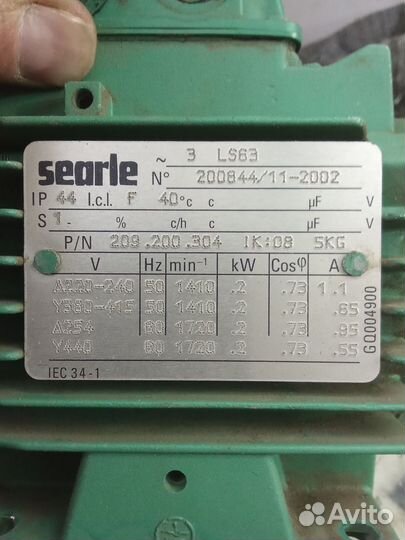 searle
~ 3 LS63
N° 200844/11-2002
IP 44 I.cl. F 40°c c µF V
S 1- % c/h c µF V
P/N 209.200.304 IK:08 5KG
V Hz min-1 kW Cosφ A
Δ220-240 50 1410 .2 .73 1.1
Y380-415 50 1410 .2 .73 .65
Δ254 60 1720 .2 .73 .95
Y440 60 1720 .2 .73 .55
IEC 34-1
GQ004900
Avito